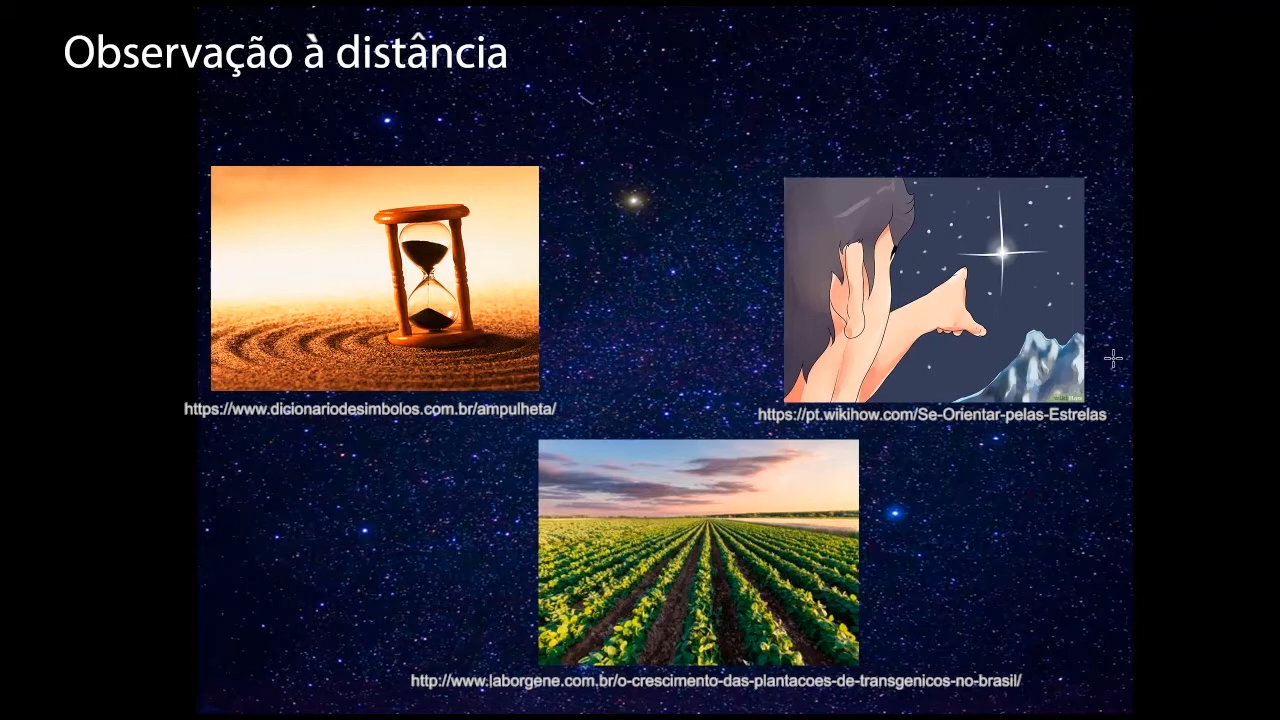 Observação à distância
https://www.dicionariodesimbolos.com.br/ampulheta/
https://pt.wikihow.com/Se-Orientar-pelas-Estrelas
http://www.laborgene.com.br/o-crescimento-das-plantacoes-de-transgenicos-no-brasil/